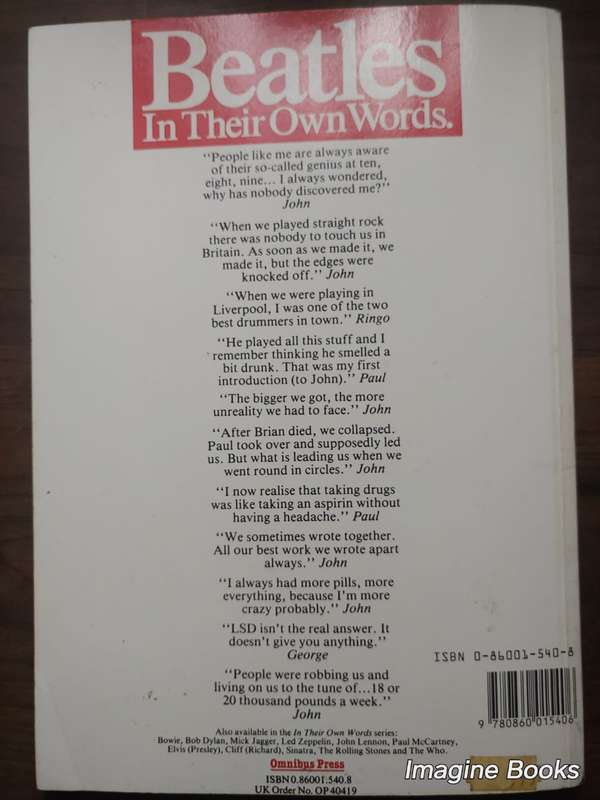 Beatles
In Their Own Words.
“People like me are always aware
of their so-called genius at ten,
eight, nine... I always wondered,
why has nobody discovered me?”
John
“When we played straight rock
there was nobody to touch us in
Britain. As soon as we made it, we
made it, but the edges were
knocked off.” John
“When we were playing in
Liverpool, I was one of the two
best drummers in town.” Ringo
“He played all this stuff and I
remember thinking he smelled a
bit drunk. That was my first
introduction (to John).” Paul
“The bigger we got, the more
unreality we had to face.” John
“After Brian died, we collapsed.
Paul took over and supposedly led
us. But what is leading us when we
went round in circles.” John
“I now realise that taking drugs
was like taking an aspirin without
having a headache.” Paul
“We sometimes wrote together.
All our best work we wrote apart
always.” John
“I always had more pills, more
everything, because I’m more
crazy probably.” John
“LSD isn’t the real answer. It
doesn’t give you anything.”
George
“People were robbing us and
living on us to the tune of...18 or
20 thousand pounds a week.”
John
ISBN 0-86001-540-8
9 780860 015406
Also available in the In Their Own Words series:
Bowie, Bob Dylan, Mick Jagger, Led Zeppelin, John Lennon, Paul McCartney,
Elvis (Presley), Cliff (Richard), Sinatra, The Rolling Stones and The Who.
Omnibus Press
ISBN 0.86001.540.8
UK Order No. OP 40419
Imagine Books